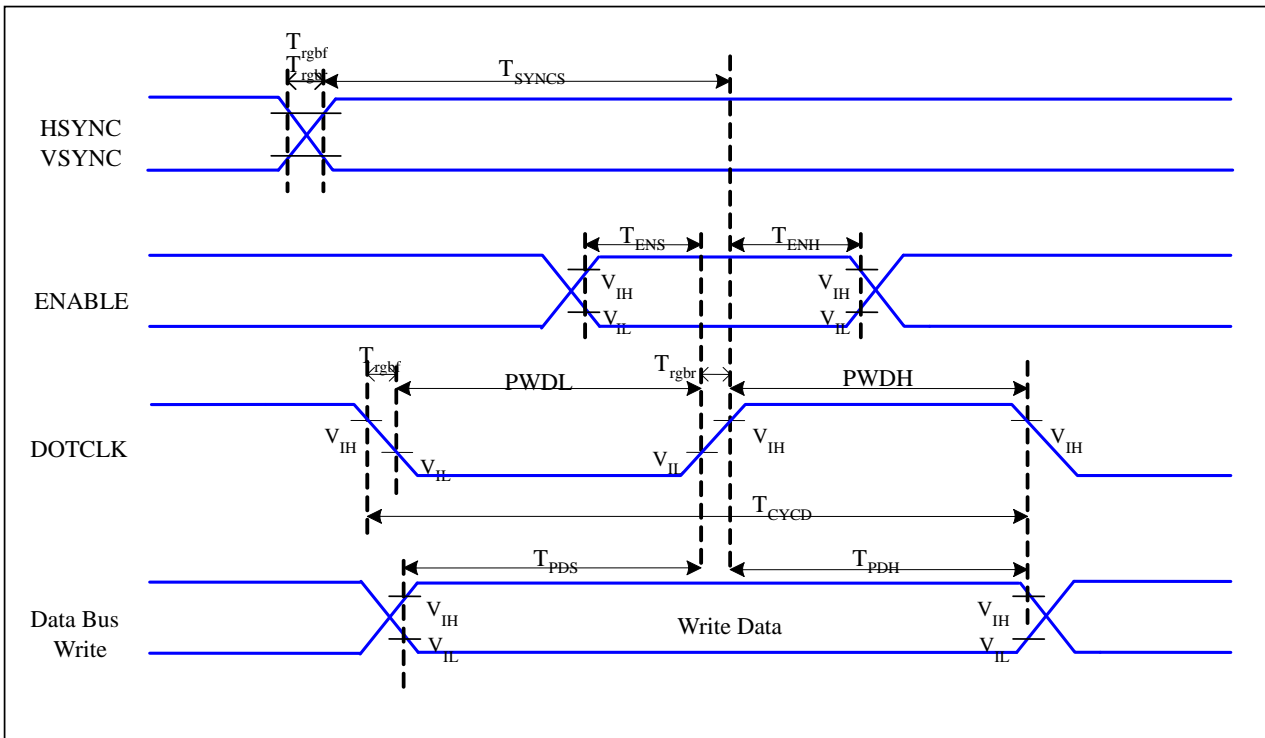 Trgbf
Trgbr
TSYNCS
HSYNC
VSYNC
TENS
TENH
VIH
VIH
ENABLE
VIL
VIL
Trgbf
Trgbr
PWDL
PWDH
VIH
VIH
VIH
DOTCLK
VIL
VIL
TCYCD
TPDS
TPDH
VIH
VIH
Data Bus
Write
Write Data
VIL
VIL